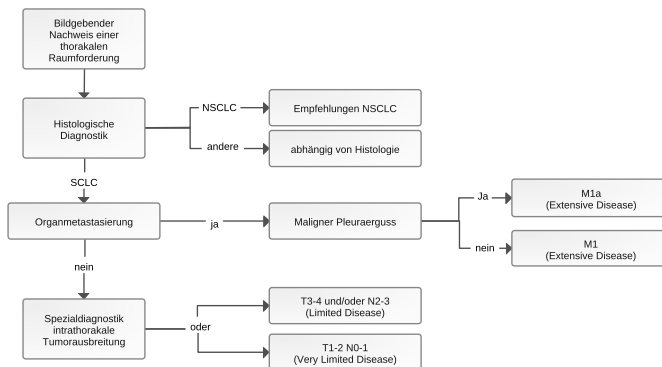 Bildgebender
Nachweis einer
thorakalen
Raumforderung
Histologische
Diagnostik
NSCLC
Empfehlungen NSCLC
andere
abhängig von Histologie
SCLC
Organmetastasierung
ja
Maligner Pleuraerguss
Ja
M1a
(Extensive Disease)
nein
M1
(Extensive Disease)
nein
Spezialdiagnostik
intrathorakale
Tumorausbreitung
oder
T3-4 und/oder N2-3
(Limited Disease)
T1-2 N0-1
(Very Limited Disease)